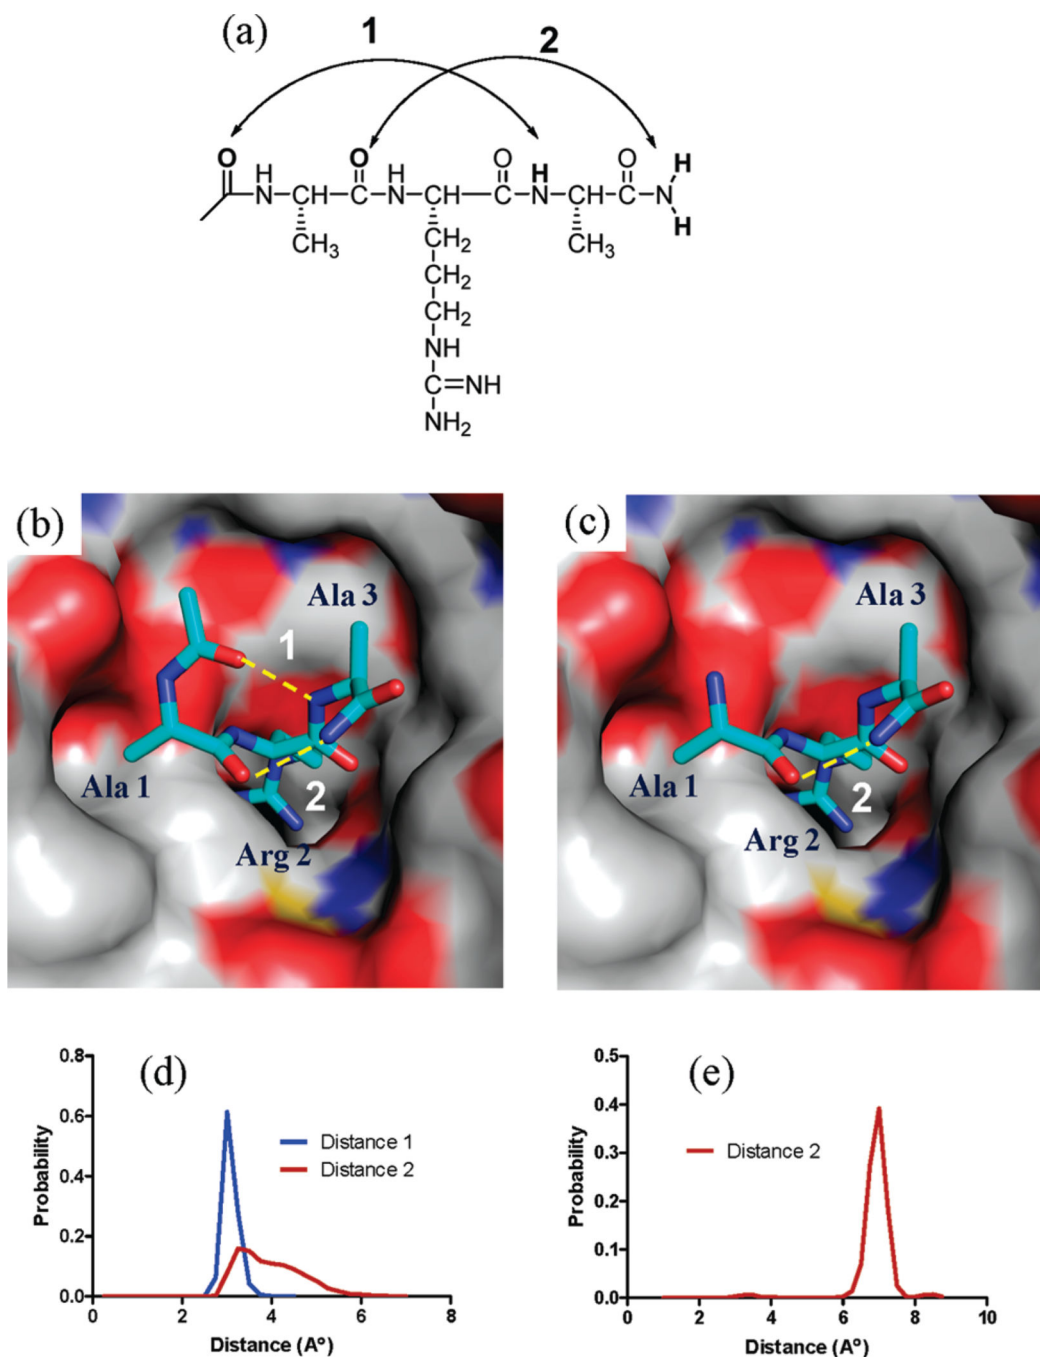 (a)
1
2
O O H O H O H
N CH C N CH C N CH C N
H
CH₃ CH₂ CH₃
CH₂
CH₂
NH
C=NH
NH₂
(b)
Ala 3
1
Ala 1
2
Arg 2
(c)
Ala 3
Ala 1
2
Arg 2
(d)
0.8
0.6
0.4
0.2
0.0
Probability
Distance 1
Distance 2
0 2 4 6 8
Distance (A°)
(e)
0.5
0.4
0.3
0.2
0.1
0.0
Probability
Distance 2
0 2 4 6 8 10
Distance (A°)